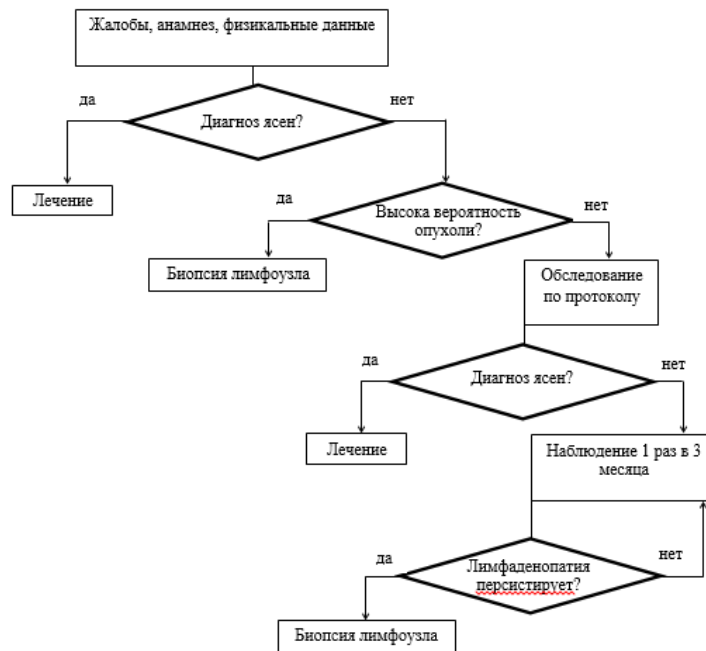 Жалобы, анамнез, физикальные данные
да
нет
Диагноз ясен?
Лечение
да
нет
Высока вероятность
опухоли?
Биопсия лимфоузла
Обследование
по протоколу
да
нет
Диагноз ясен?
Лечение
Наблюдение 1 раз в 3
месяца
да
нет
Лимфаденопатия
персистирует?
Биопсия лимфоузла